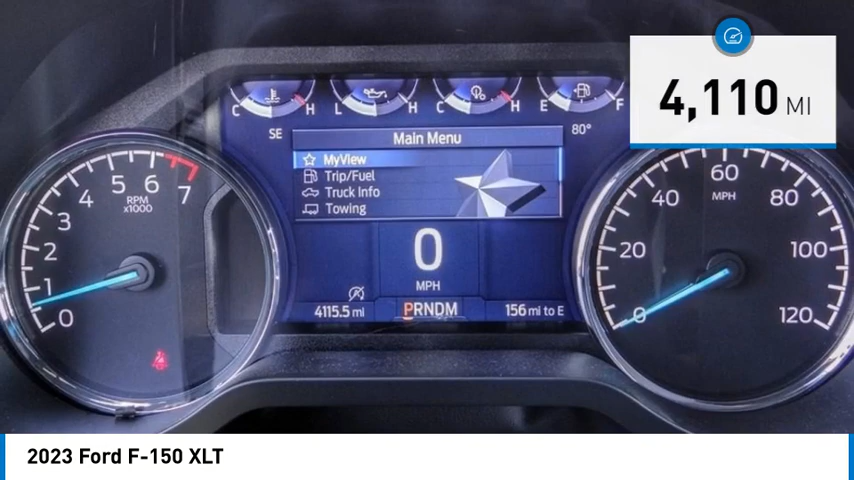 4,110 MI
C H L H C H E F
SE
80°
Main Menu
MyView
Trip/Fuel
Truck Info
Towing
0
MPH
4115.5 mi
PRNDM
156 mi to E
0
1
2
3
4
5
6
7
RPM
x1000
0
20
40
60
80
100
120
MPH
2023 Ford F-150 XLT